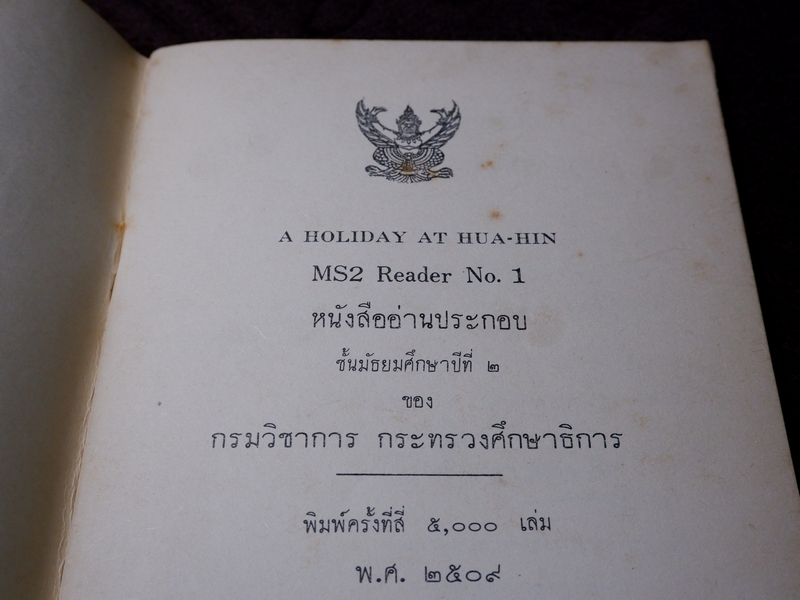 A HOLIDAY AT HUA-HIN
MS2 Reader No. 1
หนังสืออ่านประกอบ
ชั้นมัธยมศึกษาปีที่ ๒
ของ
กรมวิชาการ กระทรวงศึกษาธิการ
พิมพ์ครั้งที่สี่ ๕,๐๐๐ เล่ม
พ.ศ. ๒๕๐๙